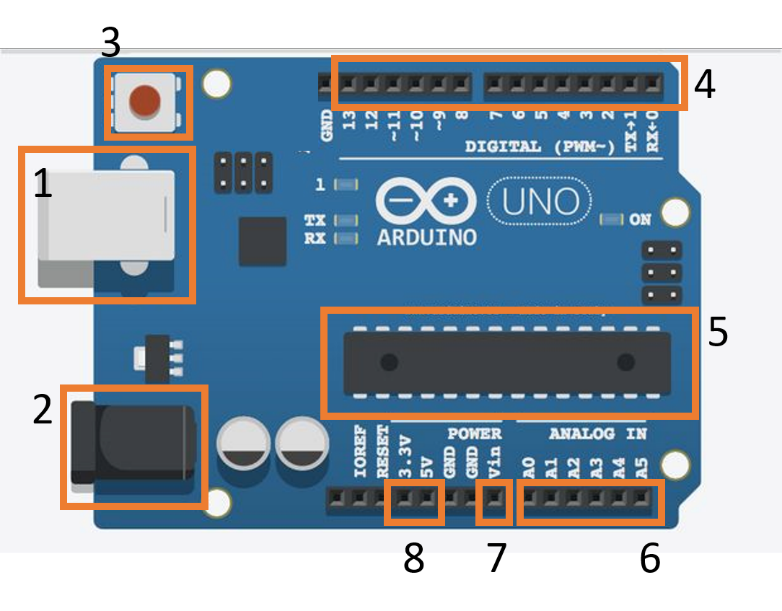 3
4
1
2
5
8
7
6
GND
13
12
~11
~10
~9
8
7
6
5
4
3
2
TX→1
RX←0
DIGITAL (PWM~)
1
TX
RX
ARDUINO
UNO
ON
IOREF
RESET
3.3V
5V
GND
GND
Vin
POWER
ANALOG IN
A0
A1
A2
A3
A4
A5